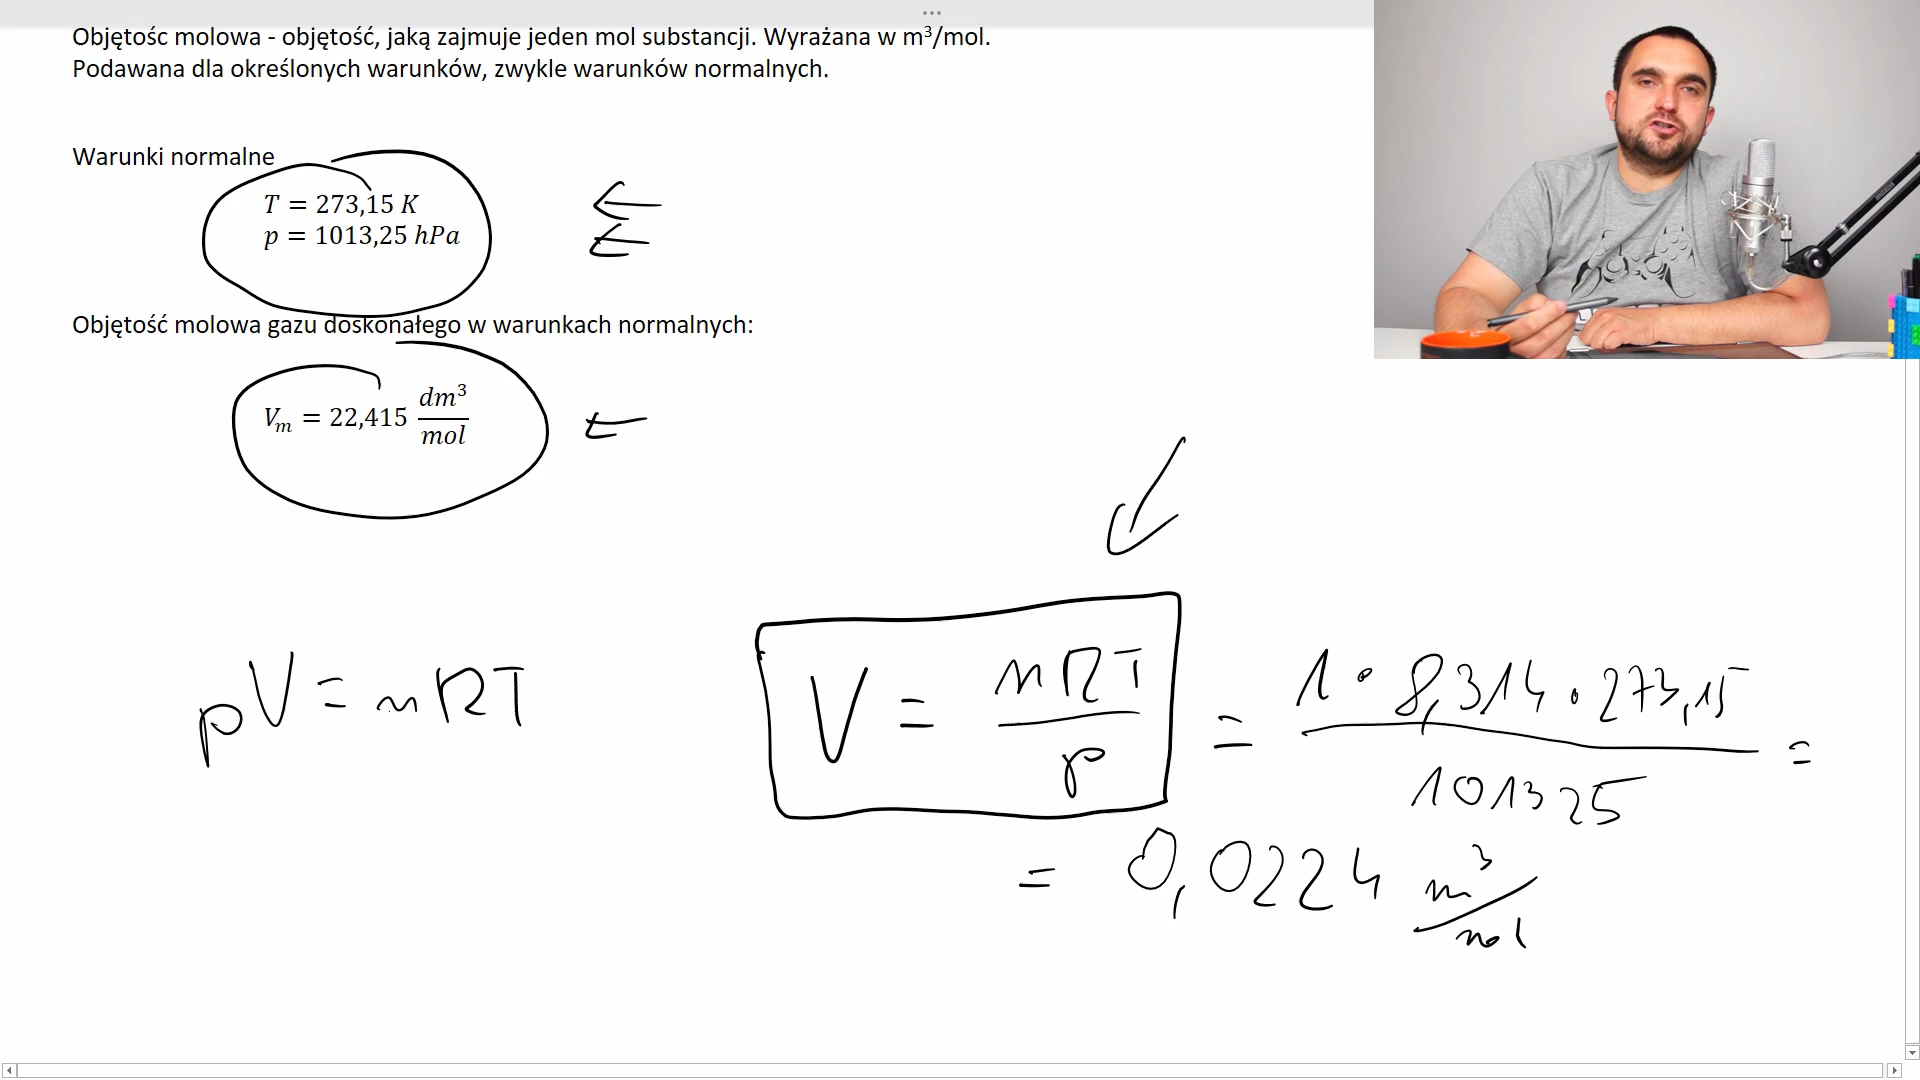 Objętośc molowa - objętość, jaką zajmuje jeden mol substancji. Wyrażana w m³/mol.
Podawana dla określonych warunków, zwykle warunków normalnych.
Warunki normalne
T = 273,15 K
p = 1013,25 hPa
Objętość molowa gazu doskonałego w warunkach normalnych:
Vₘ = 22,415 dm³/mol
pV = nRT
V = nRT/p = 1 · 8,314 · 273,15/101325 =
= 0,0224 m³/mol